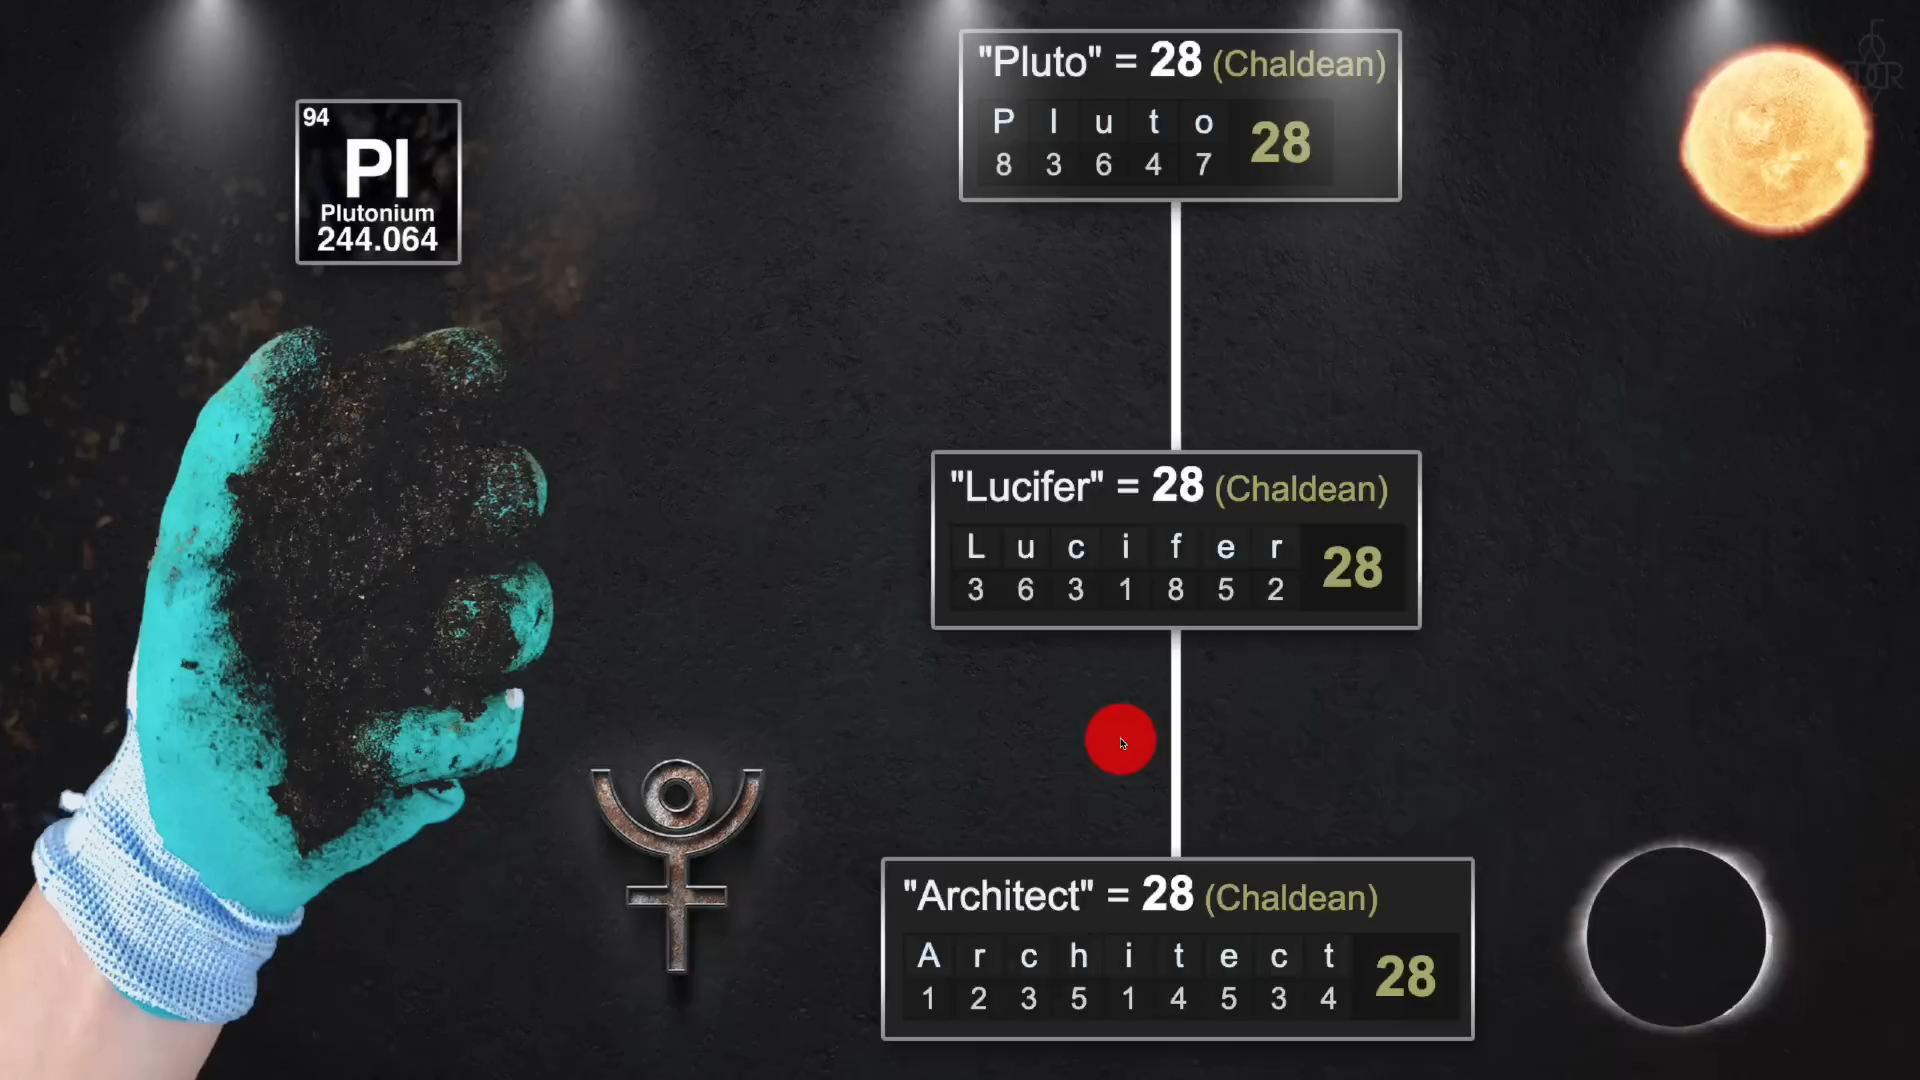 94
Pl
Plutonium
244.064
"Pluto" = 28 (Chaldean)
P l u t o 28
8 3 6 4 7
"Lucifer" = 28 (Chaldean)
L u c i f e r 28
3 6 3 1 8 5 2
"Architect" = 28 (Chaldean)
A r c h i t e c t 28
1 2 3 5 1 4 5 3 4